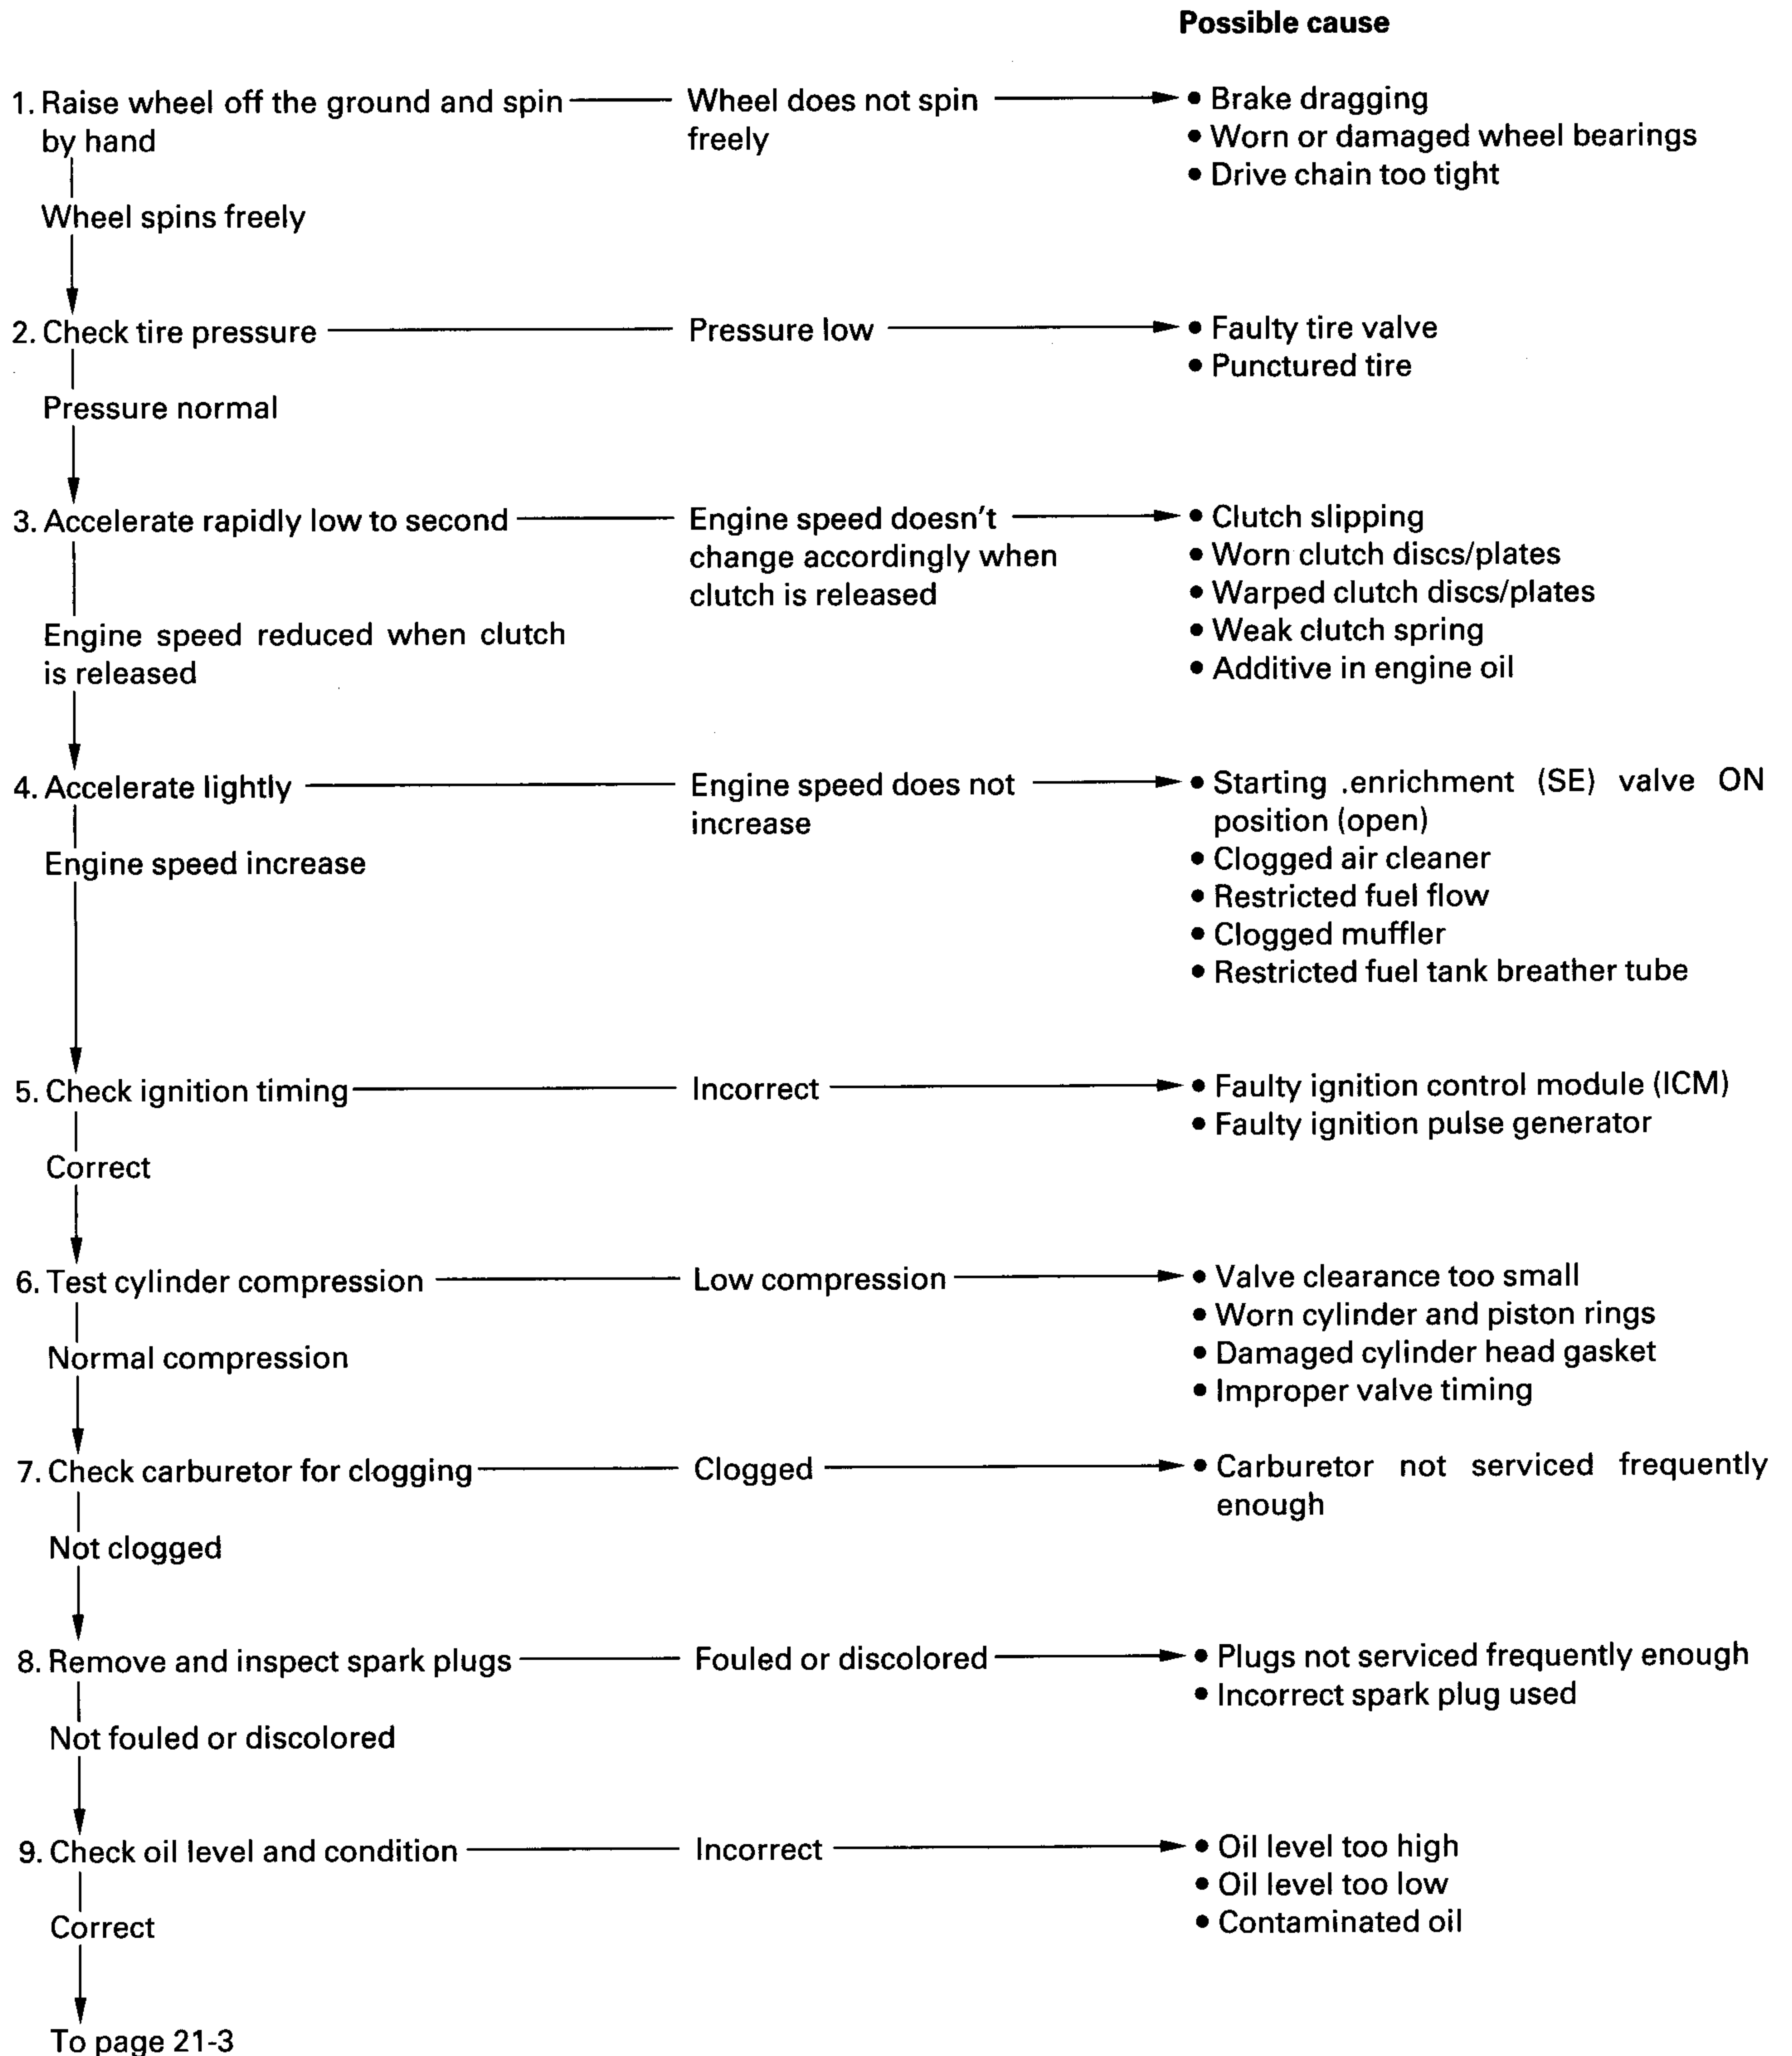 Possible cause
1. Raise wheel off the ground and spin
by hand
Wheel does not spin
freely
• Brake dragging
• Worn or damaged wheel bearings
• Drive chain too tight
Wheel spins freely
2. Check tire pressure
Pressure low
• Faulty tire valve
• Punctured tire
Pressure normal
3. Accelerate rapidly low to second
Engine speed doesn't
change accordingly when
clutch is released
• Clutch slipping
• Worn clutch discs/plates
• Warped clutch discs/plates
• Weak clutch spring
• Additive in engine oil
Engine speed reduced when clutch
is released
4. Accelerate lightly
Engine speed does not
increase
• Starting .enrichment (SE) valve ON
position (open)
• Clogged air cleaner
• Restricted fuel flow
• Clogged muffler
• Restricted fuel tank breather tube
Engine speed increase
5. Check ignition timing
Incorrect
• Faulty ignition control module (ICM)
• Faulty ignition pulse generator
Correct
6. Test cylinder compression
Low compression
• Valve clearance too small
• Worn cylinder and piston rings
• Damaged cylinder head gasket
• Improper valve timing
Normal compression
7. Check carburetor for clogging
Clogged
• Carburetor not serviced frequently
enough
Not clogged
8. Remove and inspect spark plugs
Fouled or discolored
• Plugs not serviced frequently enough
• Incorrect spark plug used
Not fouled or discolored
9. Check oil level and condition
Incorrect
• Oil level too high
• Oil level too low
• Contaminated oil
Correct
To page 21-3